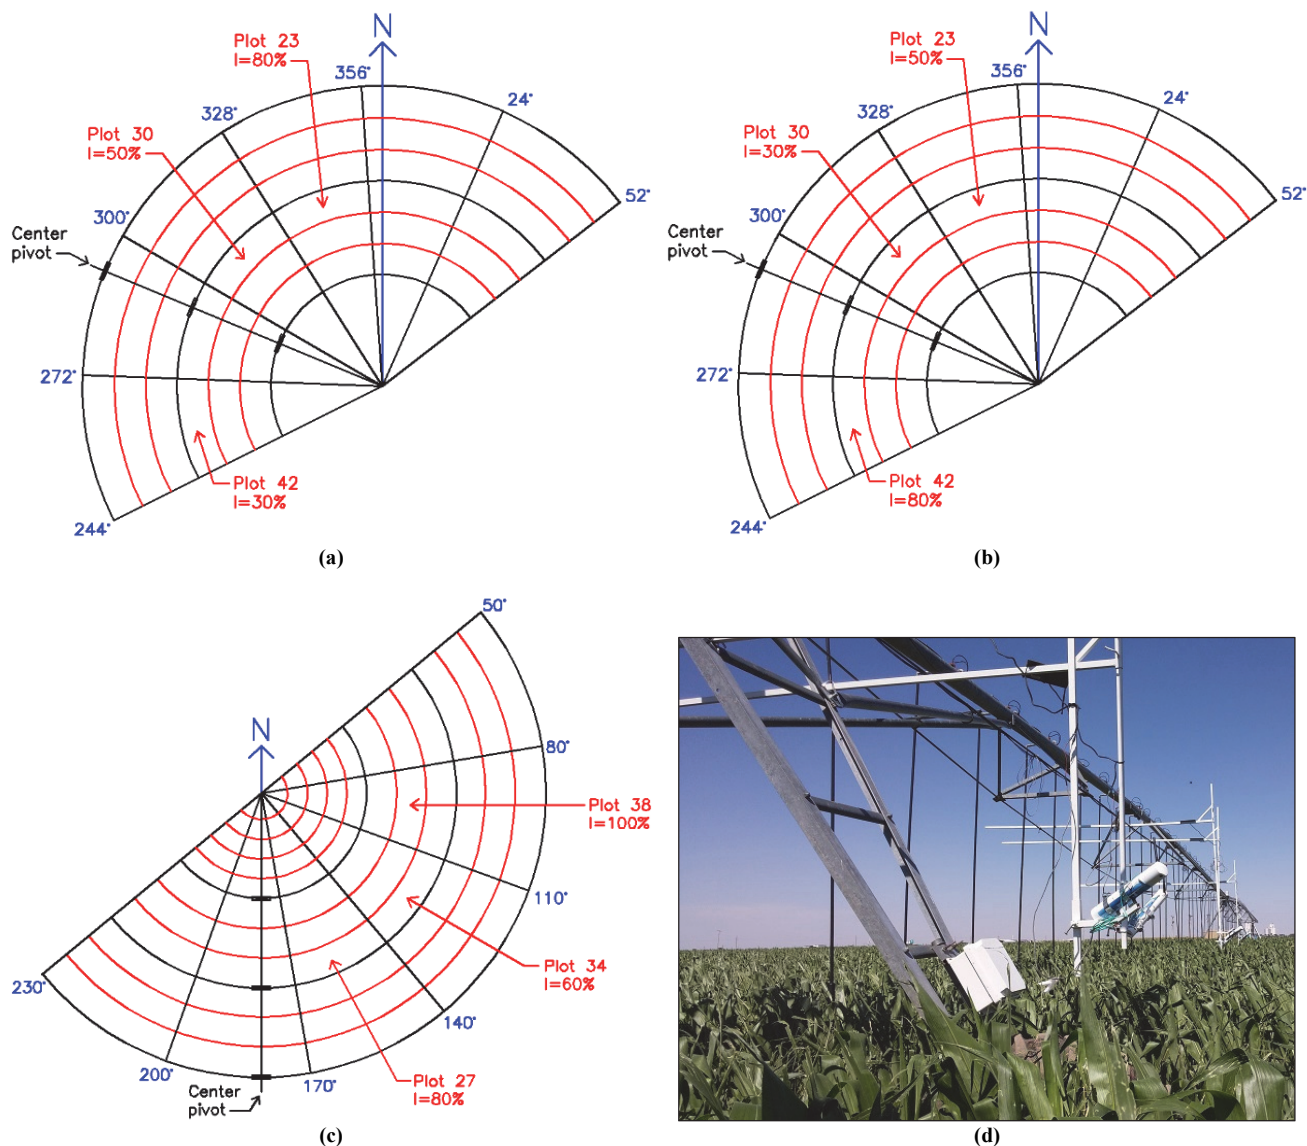 N
Plot 23
I=80%
356°
24°
328°
Plot 30
I=50%
52°
300°
Center
pivot
272°
Plot 42
I=30%
244°
(a)
N
Plot 23
I=50%
356°
24°
328°
Plot 30
I=30%
52°
300°
Center
pivot
272°
Plot 42
I=80%
244°
(b)
50°
N
80°
Plot 38
I=100%
110°
Plot 34
I=60%
230°
140°
200°
170°
Plot 27
I=80%
Center
pivot
(c)
(d)